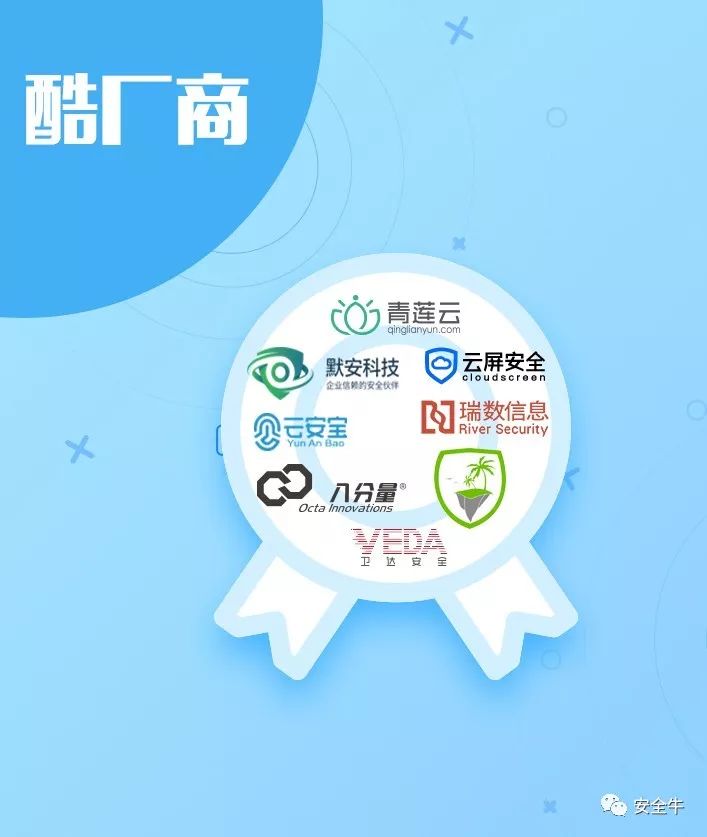 酷厂商
青莲云
qinglianyun.com
默安科技
企业信赖的安全伙伴
云屏安全
cloudscreen
云安宝
Yun An Bao
瑞数信息
River Security
八分量®
Octa Innovations
VEDA
卫达安全
安全牛